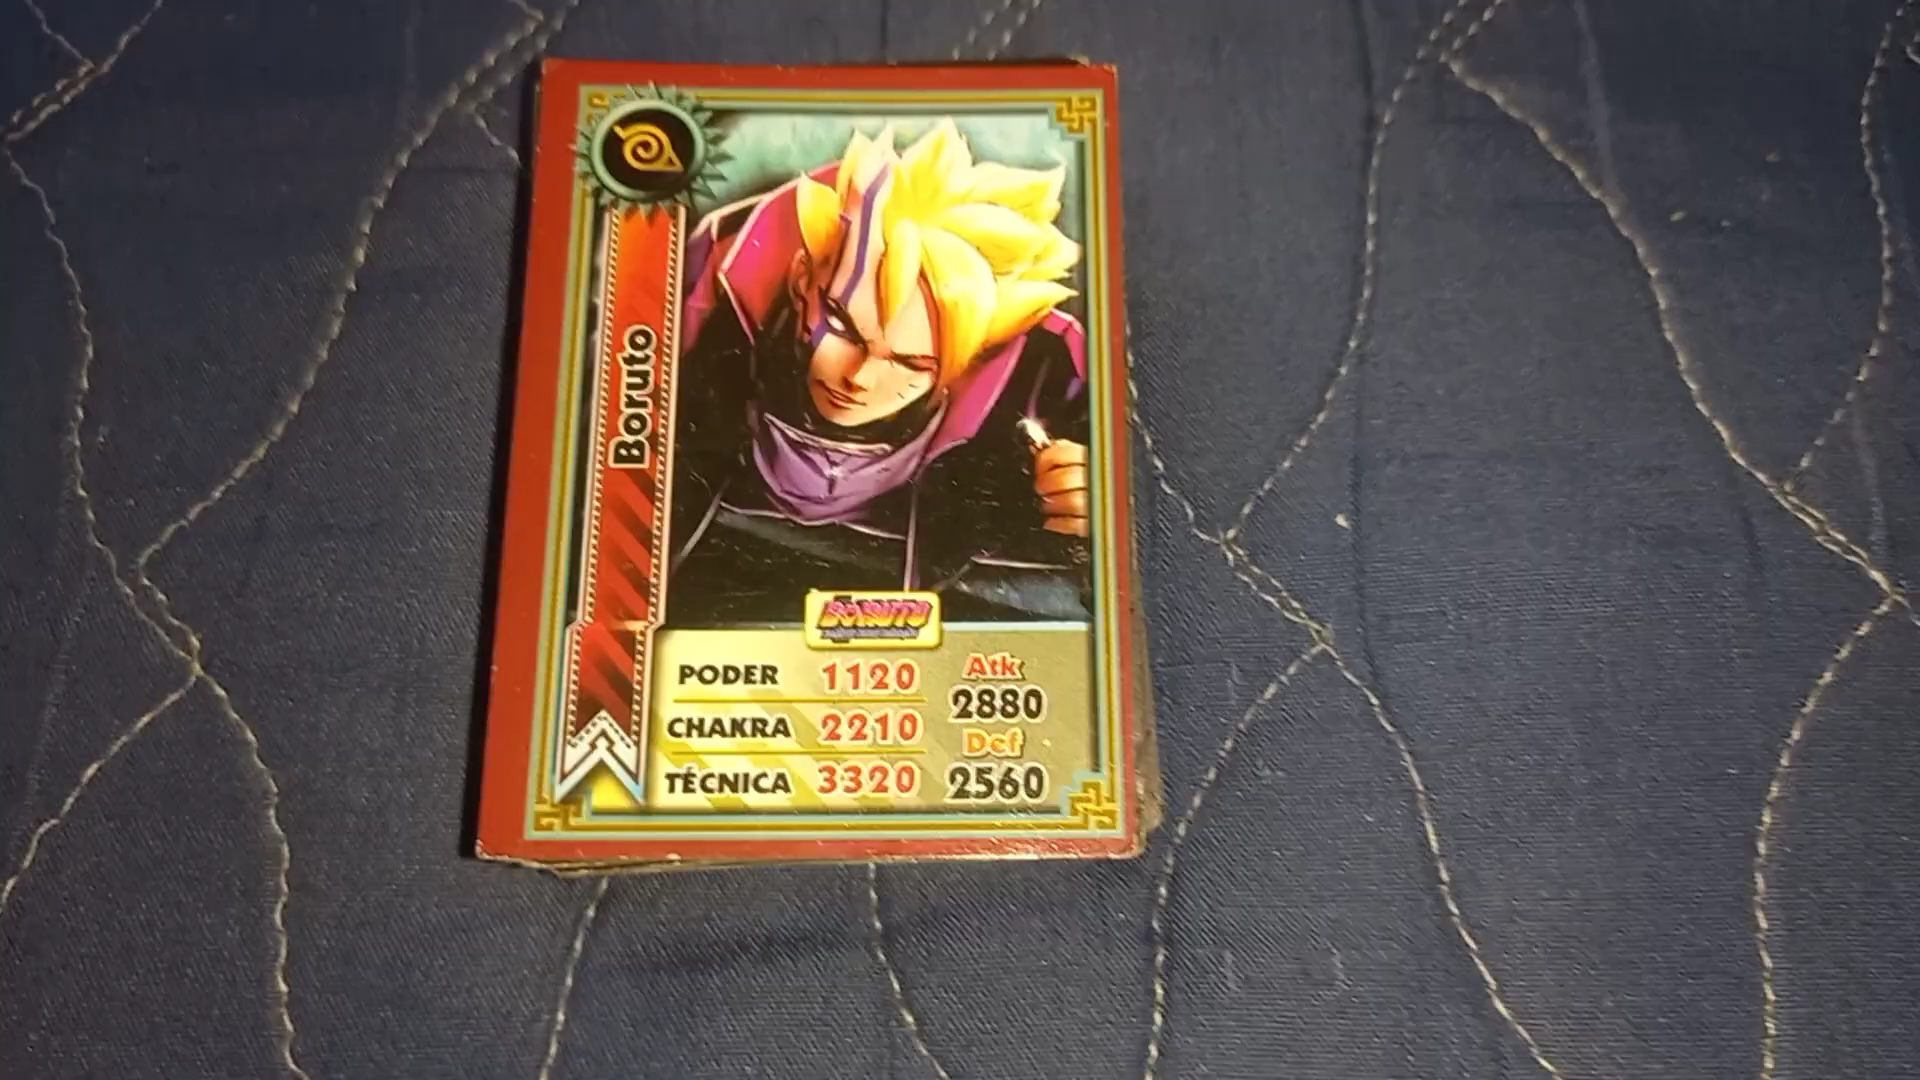 Boruto
BORUTO
PODER 1120
CHAKRA 2210
TÉCNICA 3320
Atk
2880
Def
2560